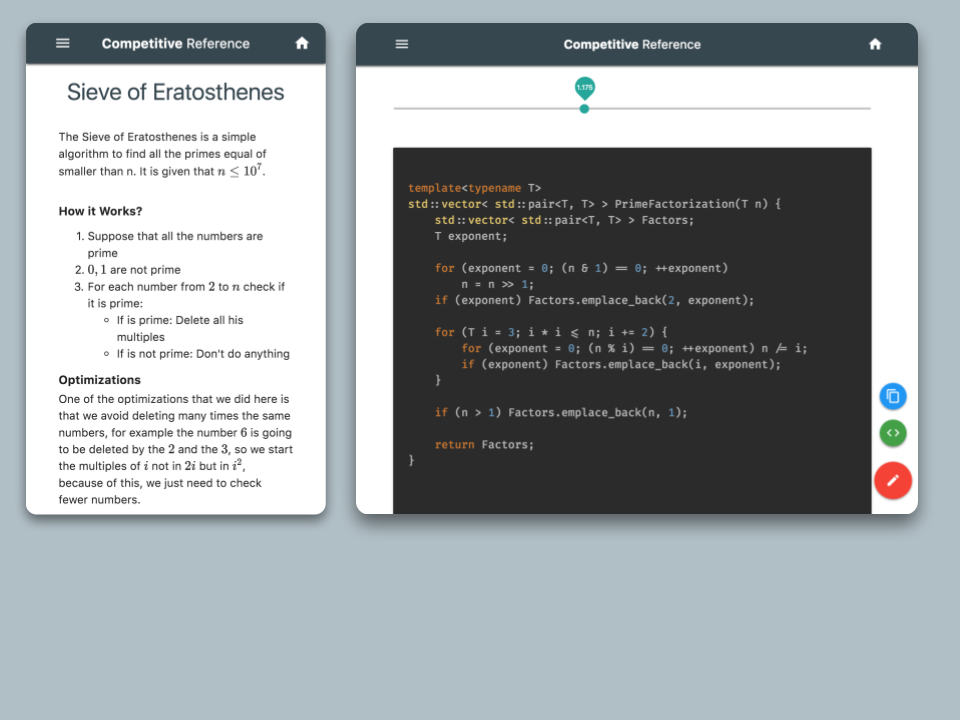 Competitive Reference
Sieve of Eratosthenes
The Sieve of Eratosthenes is a simple
algorithm to find all the primes equal of
smaller than n. It is given that n ≤ 10⁷.
How it Works?
1. Suppose that all the numbers are
prime
2. 0, 1 are not prime
3. For each number from 2 to n check if
it is prime:
◦ If is prime: Delete all his
multiples
◦ If is not prime: Don't do anything
Optimizations
One of the optimizations that we did here is
that we avoid deleting many times the same
numbers, for example the number 6 is going
to be deleted by the 2 and the 3, so we start
the multiples of i not in 2i but in i²,
because of this, we just need to check
fewer numbers.
Competitive Reference
1.175
template<typename T>
std::vector< std::pair<T, T> > PrimeFactorization(T n) {
    std::vector< std::pair<T, T> > Factors;
    T exponent;
    for (exponent = 0; (n & 1) == 0; ++exponent)
        n = n >> 1;
    if (exponent) Factors.emplace_back(2, exponent);
    for (T i = 3; i * i <= n; i += 2) {
        for (exponent = 0; (n % i) == 0; ++exponent) n /= i;
        if (exponent) Factors.emplace_back(i, exponent);
    }
    if (n > 1) Factors.emplace_back(n, 1);
    return Factors;
}